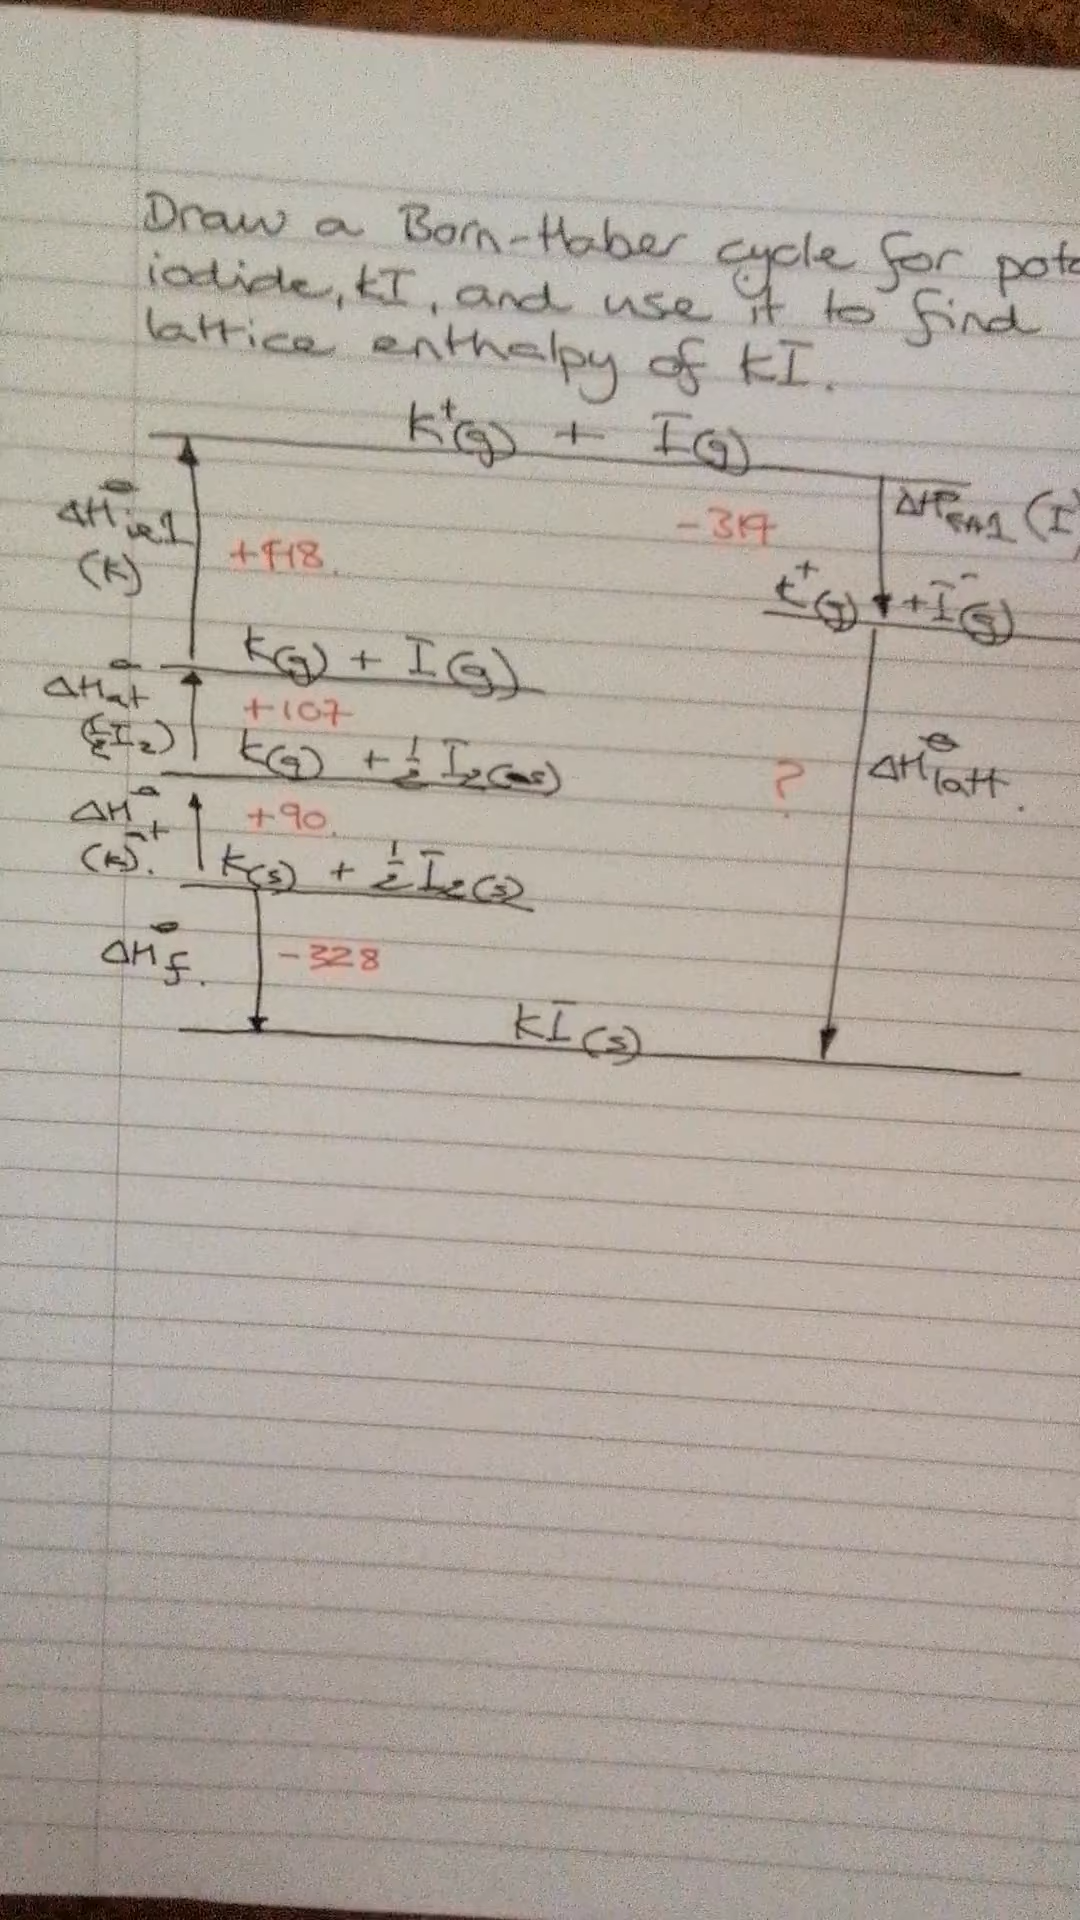 Draw a Born-Haber cycle for
iodide, KI, and use it to find
lattice enthalpy of KI.
K⁺(g) + I(g)
ΔH⦵ie1
(K)
+418.
ΔH⦵EA1 (I)
K⁺(g) + I⁻(g)
K(g) + I(g)
ΔH⦵at
(½I₂)
+107
K(g) + ½ I₂(s)
?
ΔH⦵latt.
ΔH⦵at
(K).
+90.
K(s) + ½ I₂(s)
ΔH⦵f.
-328
KI(s)